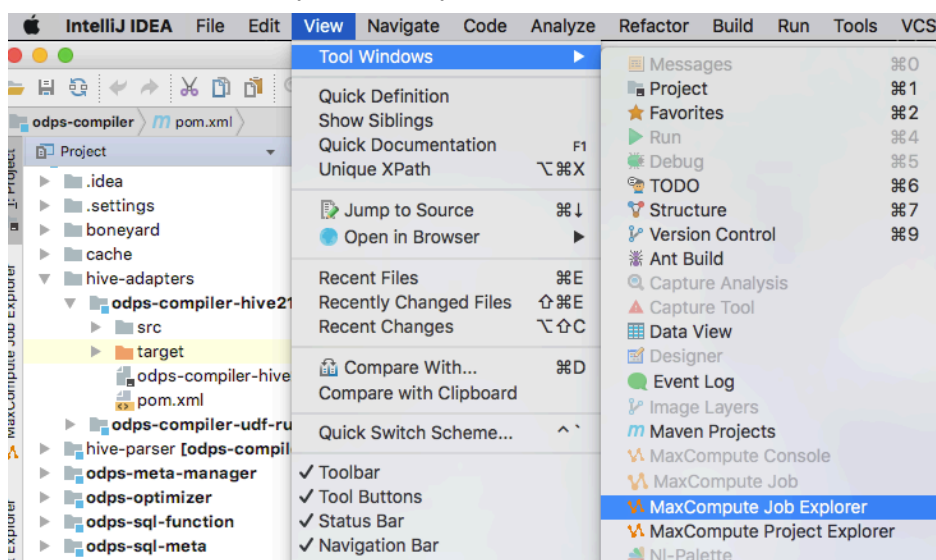 IntelliJ IDEA File Edit View Navigate Code Analyze Refactor Build Run Tools VCS
odps-compiler m pom.xml
Project
.idea
.settings
boneyard
cache
hive-adapters
odps-compiler-hive21
src
target
odps-compiler-hive
pom.xml
odps-compiler-udf-ru
hive-parser [odps-compil
odps-meta-manager
odps-optimizer
odps-sql-function
odps-sql-meta
1: Project
MaxCompute Job Explorer
Explorer
Tool Windows
Quick Definition
Show Siblings
Quick Documentation F1
Unique XPath ⌥⌘X
Jump to Source ⌘↓
Open in Browser
Recent Files ⌘E
Recently Changed Files ⇧⌘E
Recent Changes ⌥⇧C
Compare With... ⌘D
Compare with Clipboard
Quick Switch Scheme... ^ `
✓ Toolbar
✓ Tool Buttons
✓ Status Bar
✓ Navigation Bar
Messages ⌘0
Project ⌘1
Favorites ⌘2
Run ⌘4
Debug ⌘5
TODO ⌘6
Structure ⌘7
Version Control ⌘9
Ant Build
Capture Analysis
Capture Tool
Data View
Designer
Event Log
Image Layers
m Maven Projects
MaxCompute Console
MaxCompute Job
MaxCompute Job Explorer
MaxCompute Project Explorer
NI-Palette